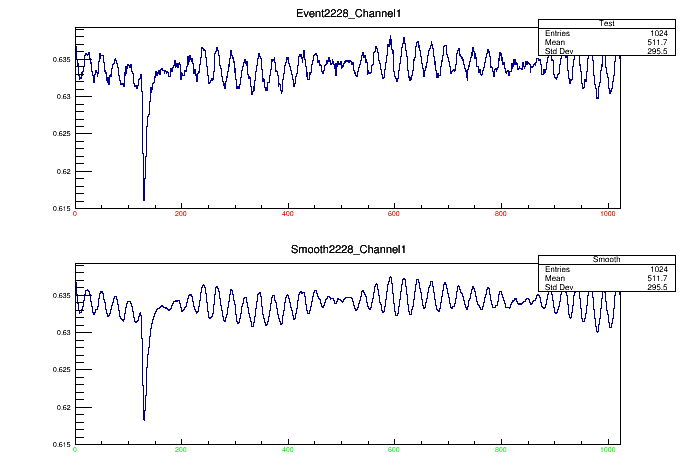 Event2228_Channel1
Test
Entries 1024
Mean 511.7
Std Dev 295.5
0.635
0.63
0.625
0.62
0.615
0 200 400 600 800 1000
Smooth2228_Channel1
Smooth
Entries 1024
Mean 511.7
Std Dev 295.5
0.635
0.63
0.625
0.62
0.615
0 200 400 600 800 1000